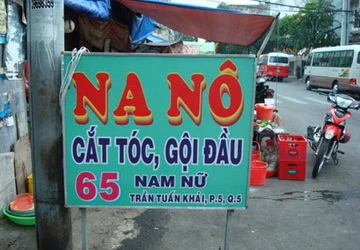 NA NÔ
CẮT TÓC, GỘI ĐẦU
65 NAM NỮ
TRẦN TUẤN KHẢI, P.5, Q.5